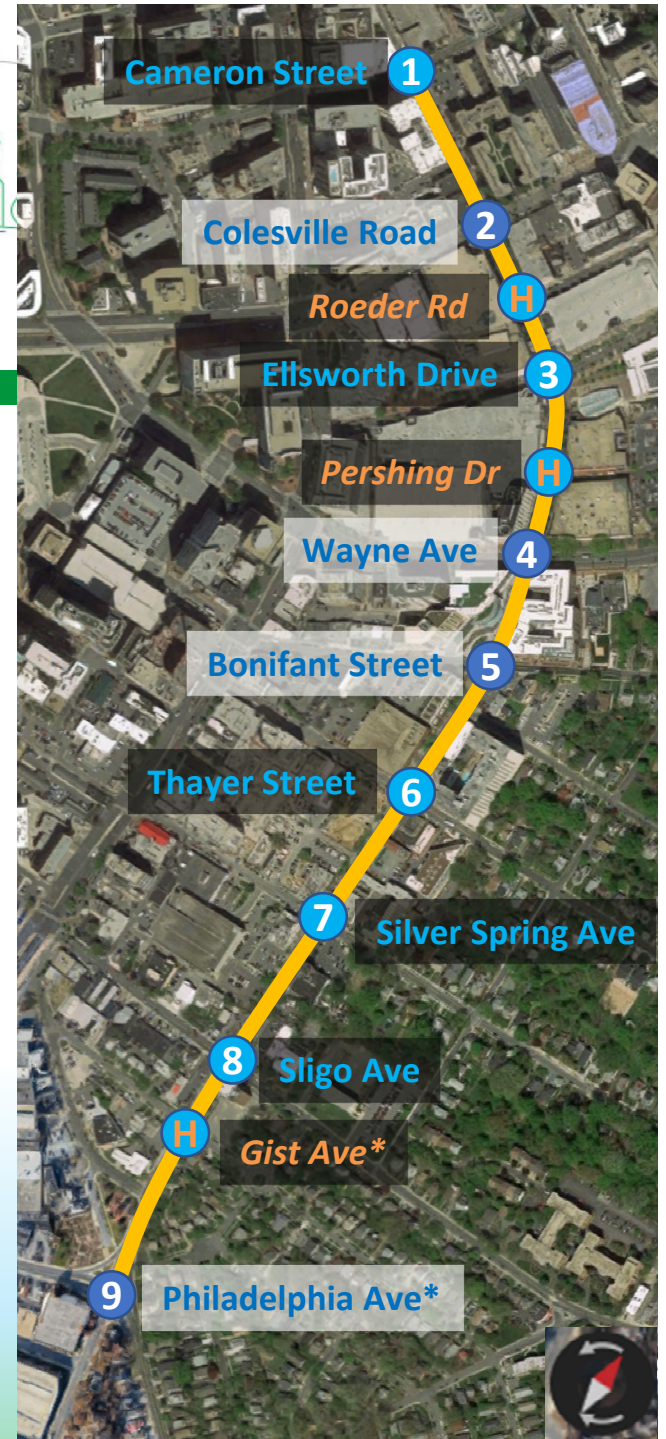 Cameron Street 1
Colesville Road 2
Roeder Rd H
Ellsworth Drive 3
Pershing Dr H
Wayne Ave 4
Bonifant Street 5
Thayer Street 6
7 Silver Spring Ave
8 Sligo Ave
H Gist Ave*
9 Philadelphia Ave*